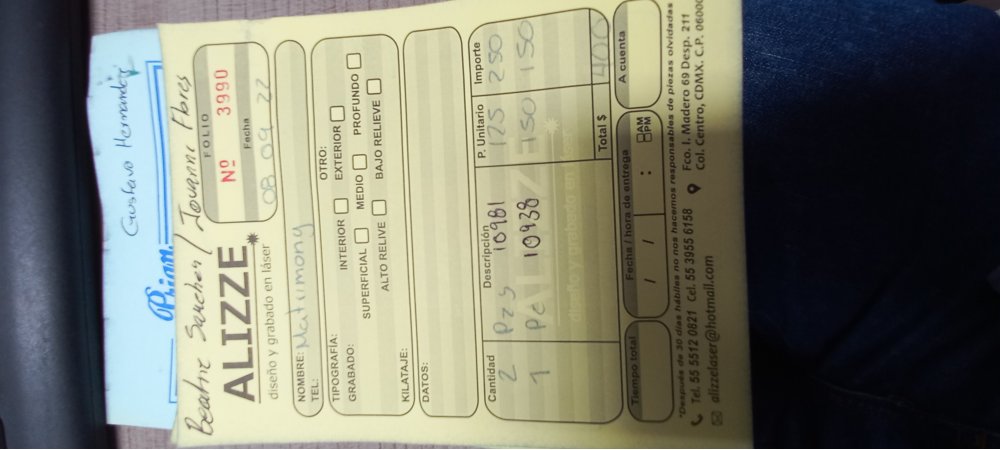 Gustavo Hernandez
Beatriz Sanchez / Jovanni Flores
ALIZZE
diseño y grabado en láser
FOLIO
Nº 3990
Fecha
08 09 22
NOMBRE: Matrimony
TEL:
TIPOGRAFÍA: INTERIOR EXTERIOR OTRO:
GRABADO: SUPERFICIAL MEDIO PROFUNDO
ALTO RELIVE BAJO RELIEVE
KILATAJE:
DATOS:
Cantidad Descripción P. Unitario Importe
2 Pzs 10981 125 250
1 Pz 10938 150 150
Total $ 400
Tiempo total Fecha / hora de entrega A cuenta
/ / : AM PM
*Después de 30 días hábiles no nos hacemos responsables de piezas olvidadas
Tel. 55 5512 0821 Cel. 55 3955 6158 Fco. I. Madero 69 Desp. 211
alizzelaser@hotmail.com Col. Centro, CDMX. C.P. 0600